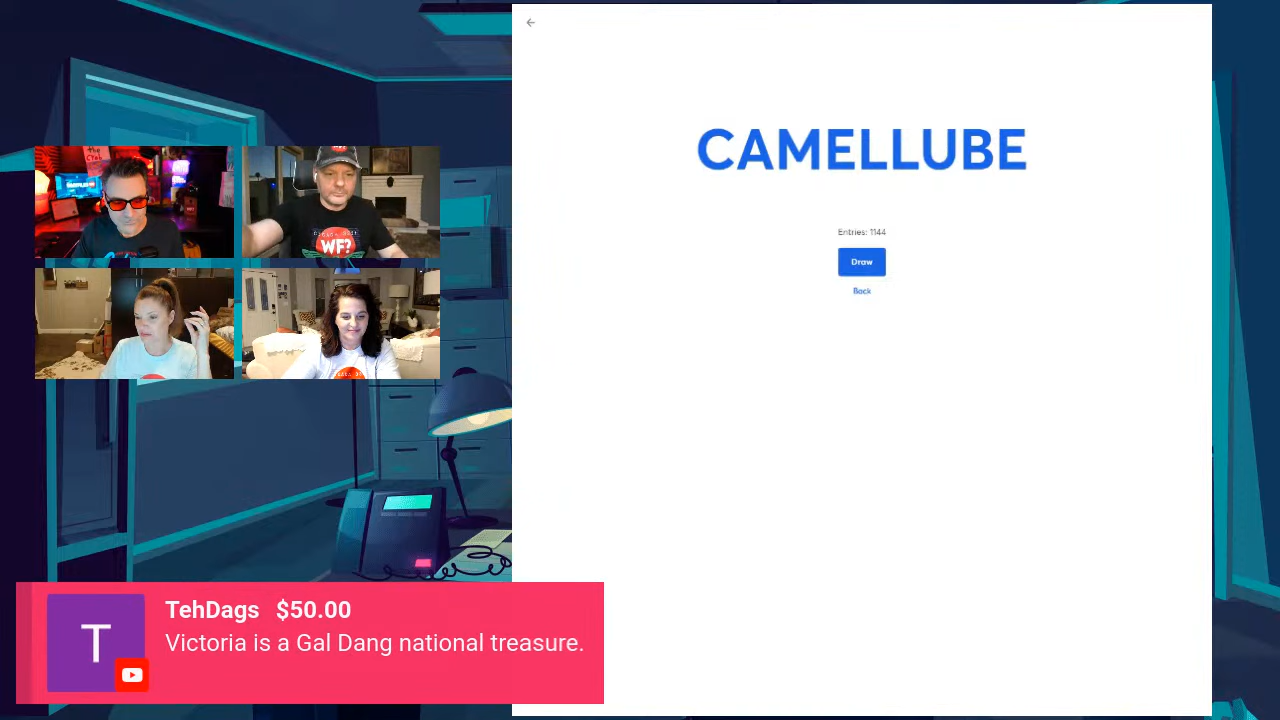 CAMELLUBE
Entries: 1144
Draw
Back
WF?
T
TehDags $50.00
Victoria is a Gal Dang national treasure.